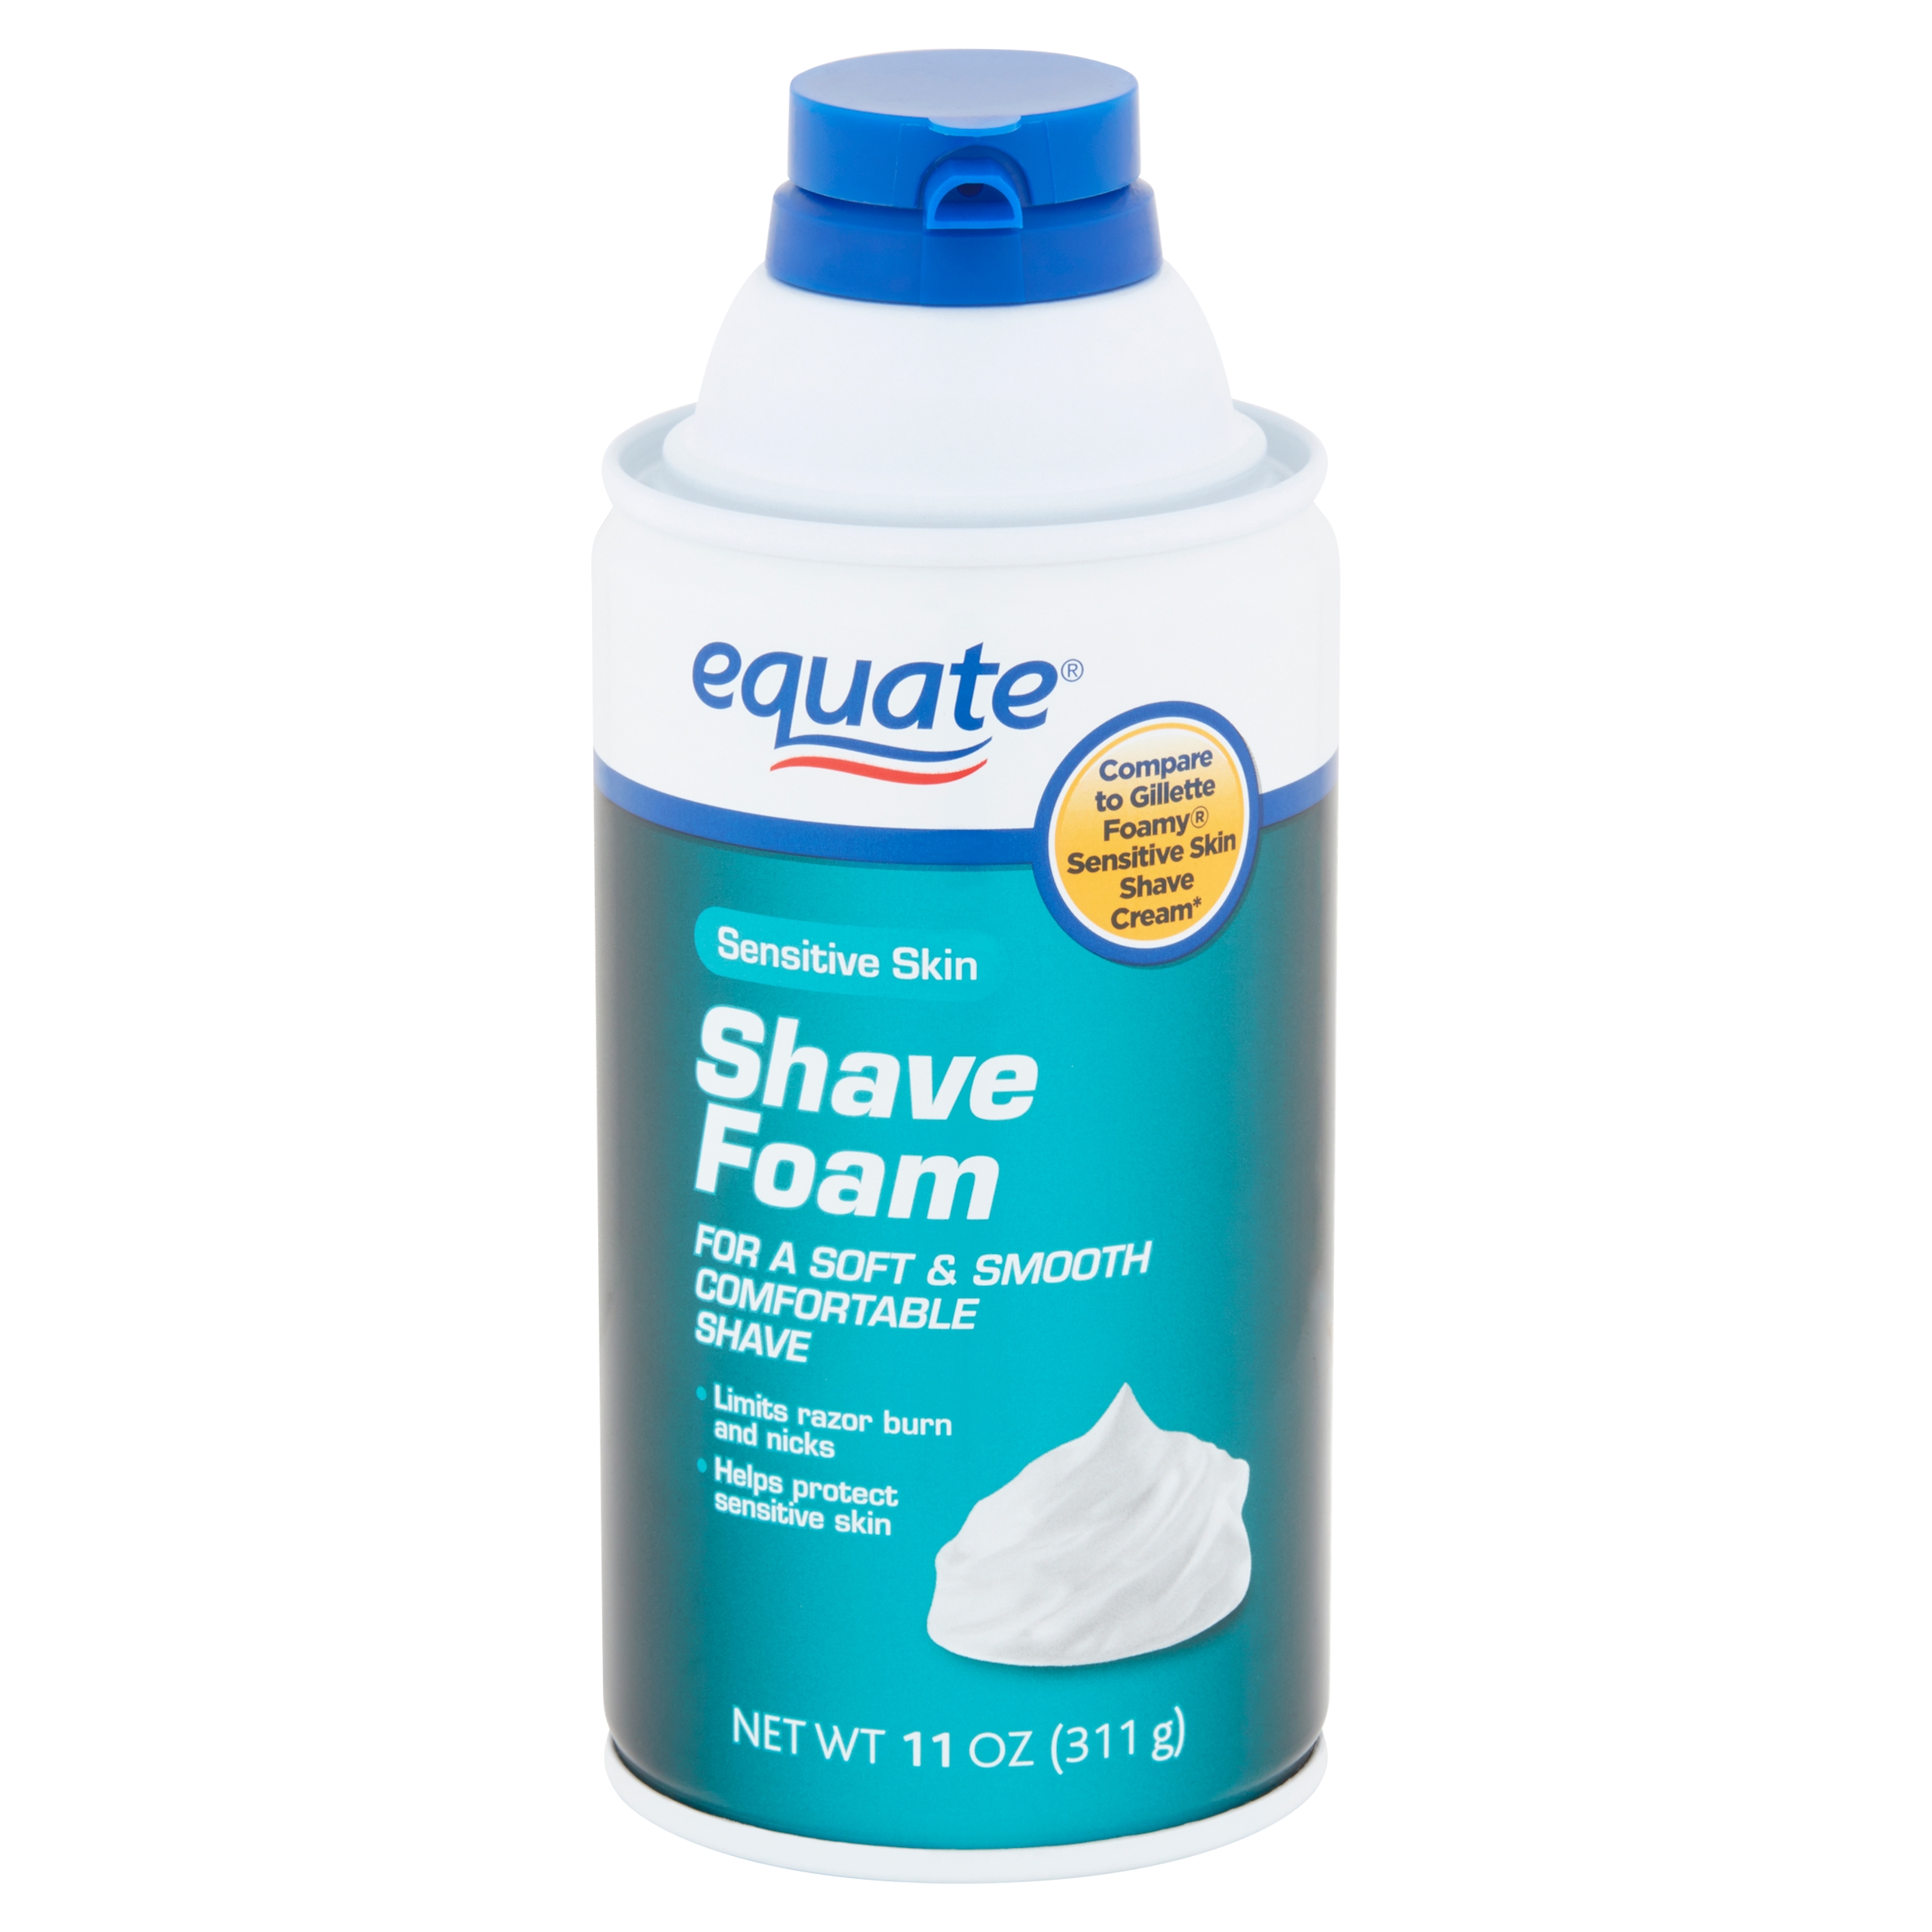 equate®
Compare
to Gillette
Foamy®
Sensitive Skin
Shave
Cream*
Sensitive Skin
Shave
Foam
FOR A SOFT & SMOOTH
COMFORTABLE
SHAVE
• Limits razor burn
and nicks
• Helps protect
sensitive skin
NET WT 11 OZ (311 g)